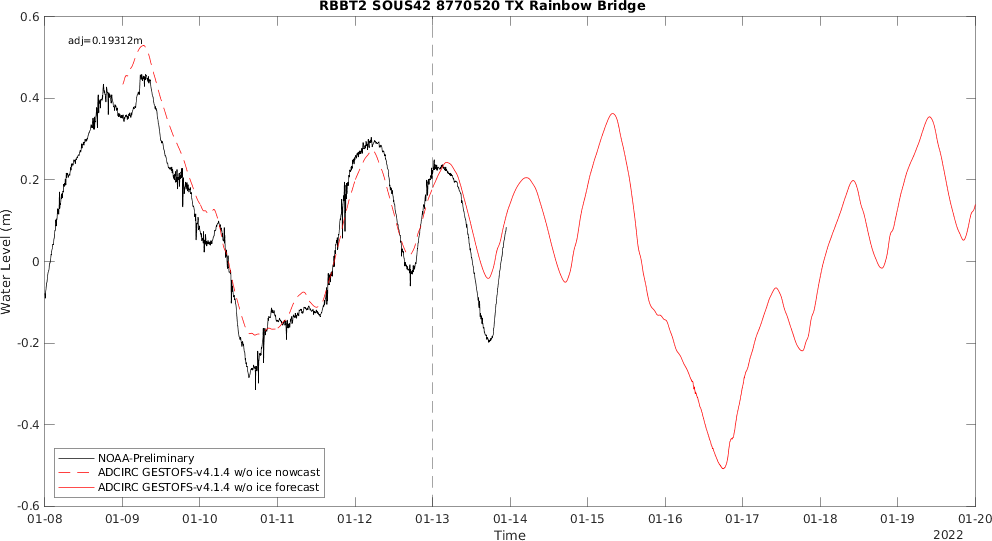 RBBT2 SOUS42 8770520 TX Rainbow Bridge
adj=0.19312m
0.6
0.4
0.2
0
-0.2
-0.4
-0.6
Water Level (m)
NOAA-Preliminary
ADCIRC GESTOFS-v4.1.4 w/o ice nowcast
ADCIRC GESTOFS-v4.1.4 w/o ice forecast
01-08 01-09 01-10 01-11 01-12 01-13 01-14 01-15 01-16 01-17 01-18 01-19 01-20
Time
2022